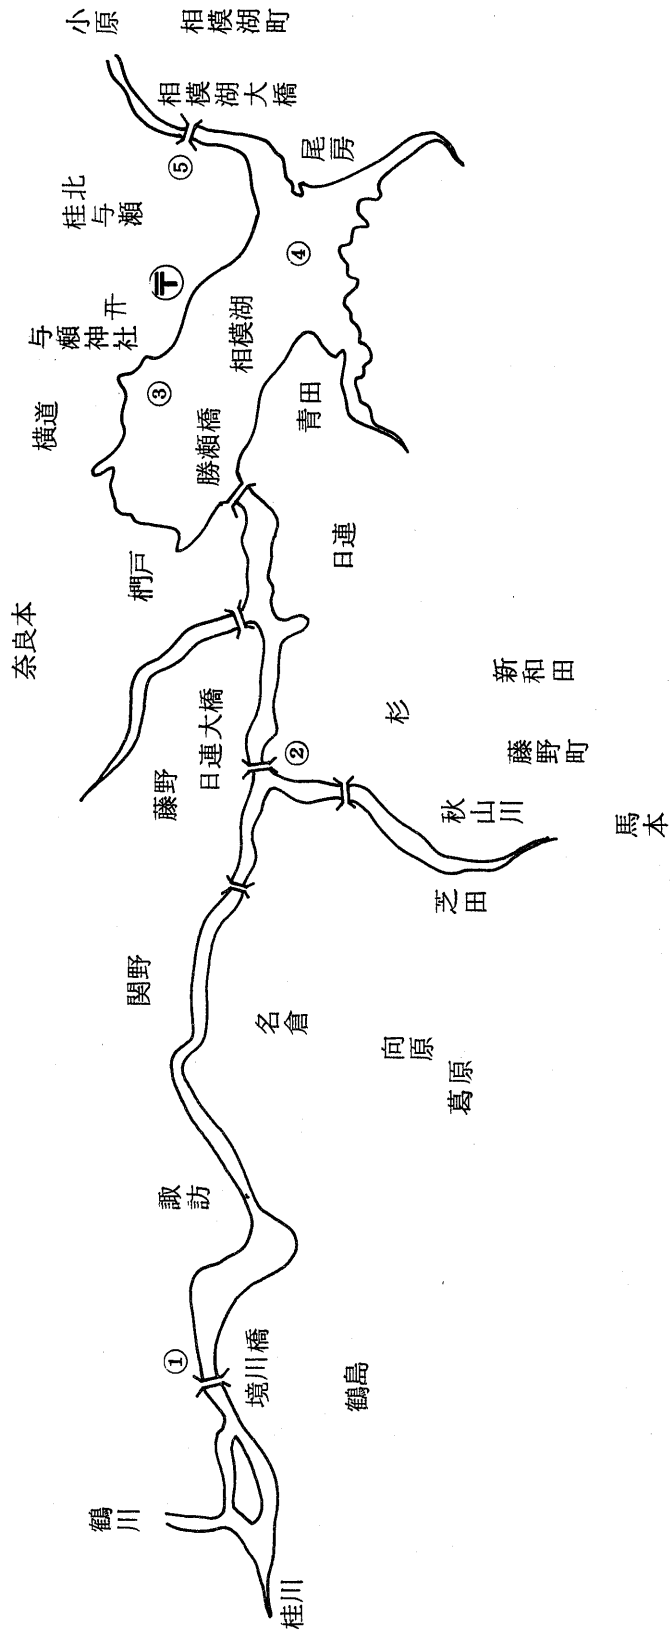 小原
相模湖町
相模湖大橋
⑤
尾房
桂北
与瀬
④
〒
与瀬神社
相模湖
③
横道
青田
勝瀬橋
日連
椚戸
奈良本
新和田
杉
日連大橋
②
藤野町
藤野
秋山川
馬本
芝田
関野
名倉
向原
葛原
諏訪
①
境川橋
鶴島
鶴川
桂川